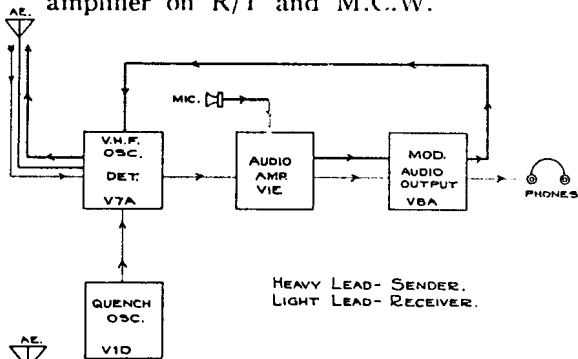 amplifier on R/T and M.C.W.
AE.
MIC.
V.H.F.
OSC.
DET.
V7A
AUDIO
AMP.
V1E
MOD.
AUDIO
OUTPUT
V8A
PHONES
QUENCH
OSC.
V1D
HEAVY LEAD- SENDER.
LIGHT LEAD- RECEIVER.
AE.